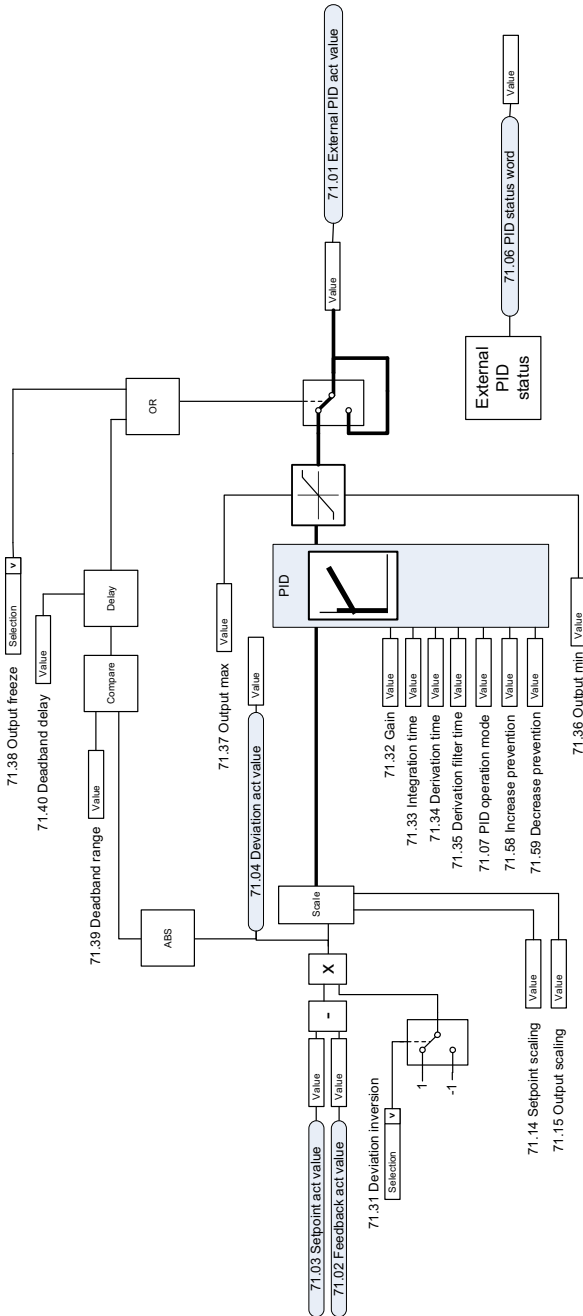 71.38 Output freeze
Selection
v
71.40 Deadband delay
Value
71.39 Deadband range
Value
Compare
Delay
OR
ABS
71.04 Deviation act value
Value
71.37 Output max
Value
71.03 Setpoint act value
Value
71.02 Feedback act value
Value
-
X
Scale
PID
Value
71.01 External PID act value
71.31 Deviation inversion
Selection
v
1
-1
71.14 Setpoint scaling
Value
71.15 Output scaling
Value
71.32 Gain
Value
71.33 Integration time
Value
71.34 Derivation time
Value
71.35 Derivation filter time
Value
71.07 PID operation mode
Value
71.58 Increase prevention
Value
71.59 Decrease prevention
Value
71.36 Output min
Value
External
PID
status
71.06 PID status word
Value